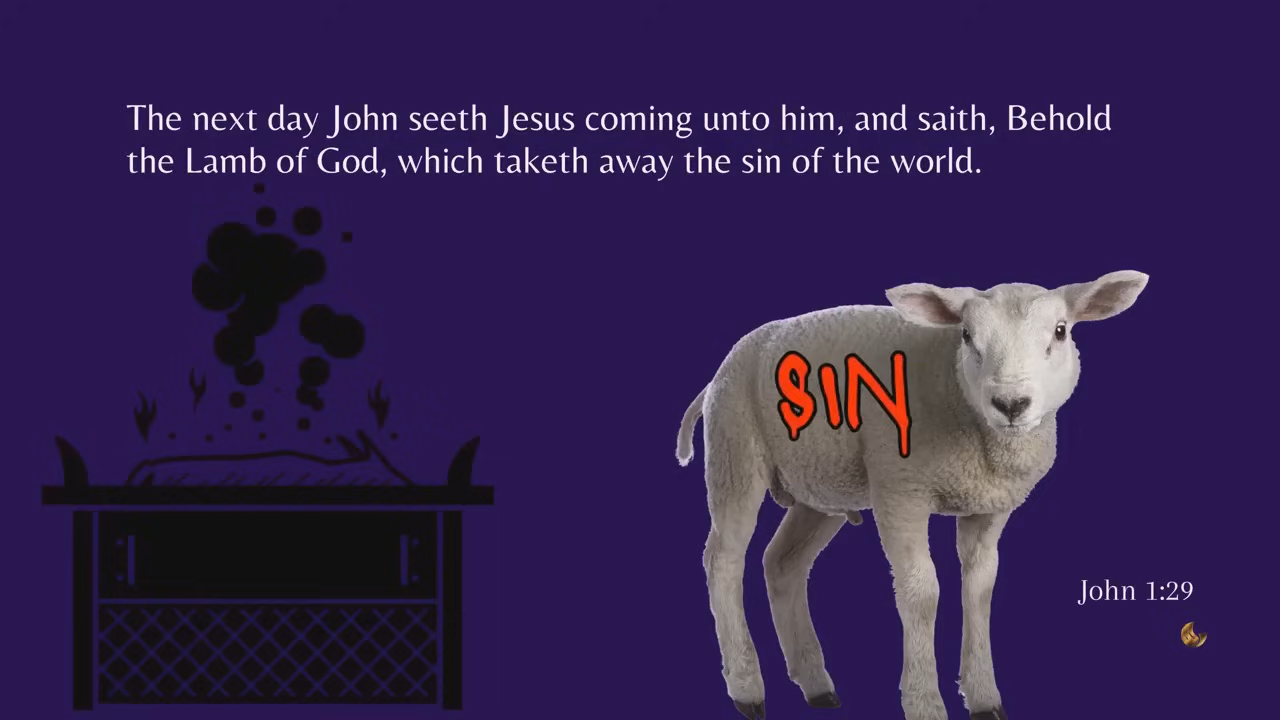 The next day John seeth Jesus coming unto him, and saith, Behold
the Lamb of God, which taketh away the sin of the world.
SIN
John 1:29